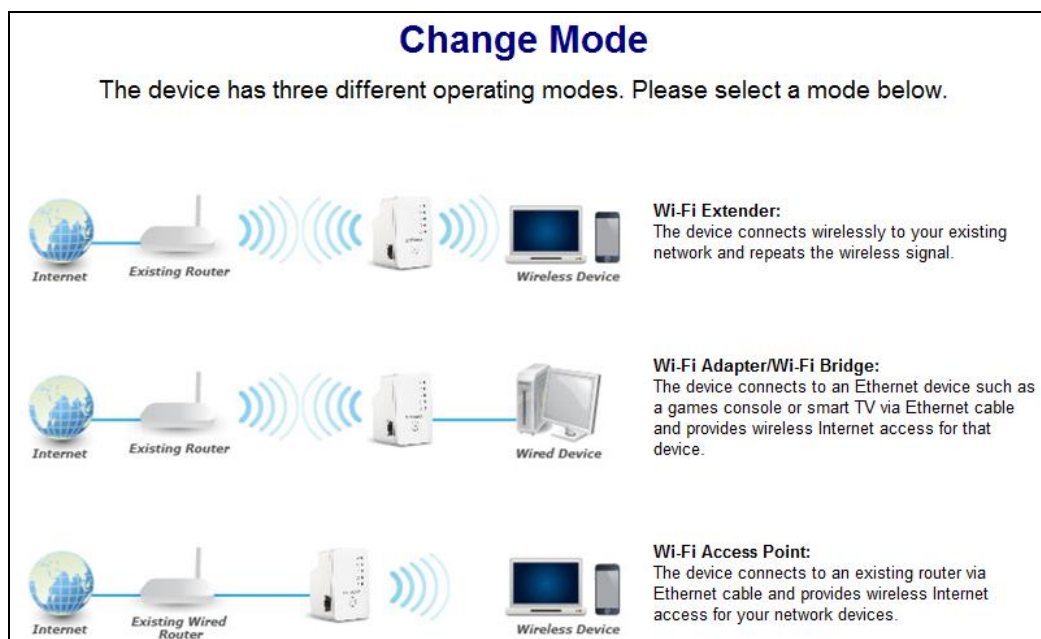 Change Mode
The device has three different operating modes. Please select a mode below.
Internet
Existing Router
Wireless Device
Wi-Fi Extender:
The device connects wirelessly to your existing
network and repeats the wireless signal.
Internet
Existing Router
Wired Device
Wi-Fi Adapter/Wi-Fi Bridge:
The device connects to an Ethernet device such as
a games console or smart TV via Ethernet cable
and provides wireless Internet access for that
device.
Internet
Existing Wired
Router
Wireless Device
Wi-Fi Access Point:
The device connects to an existing router via
Ethernet cable and provides wireless Internet
access for your network devices.